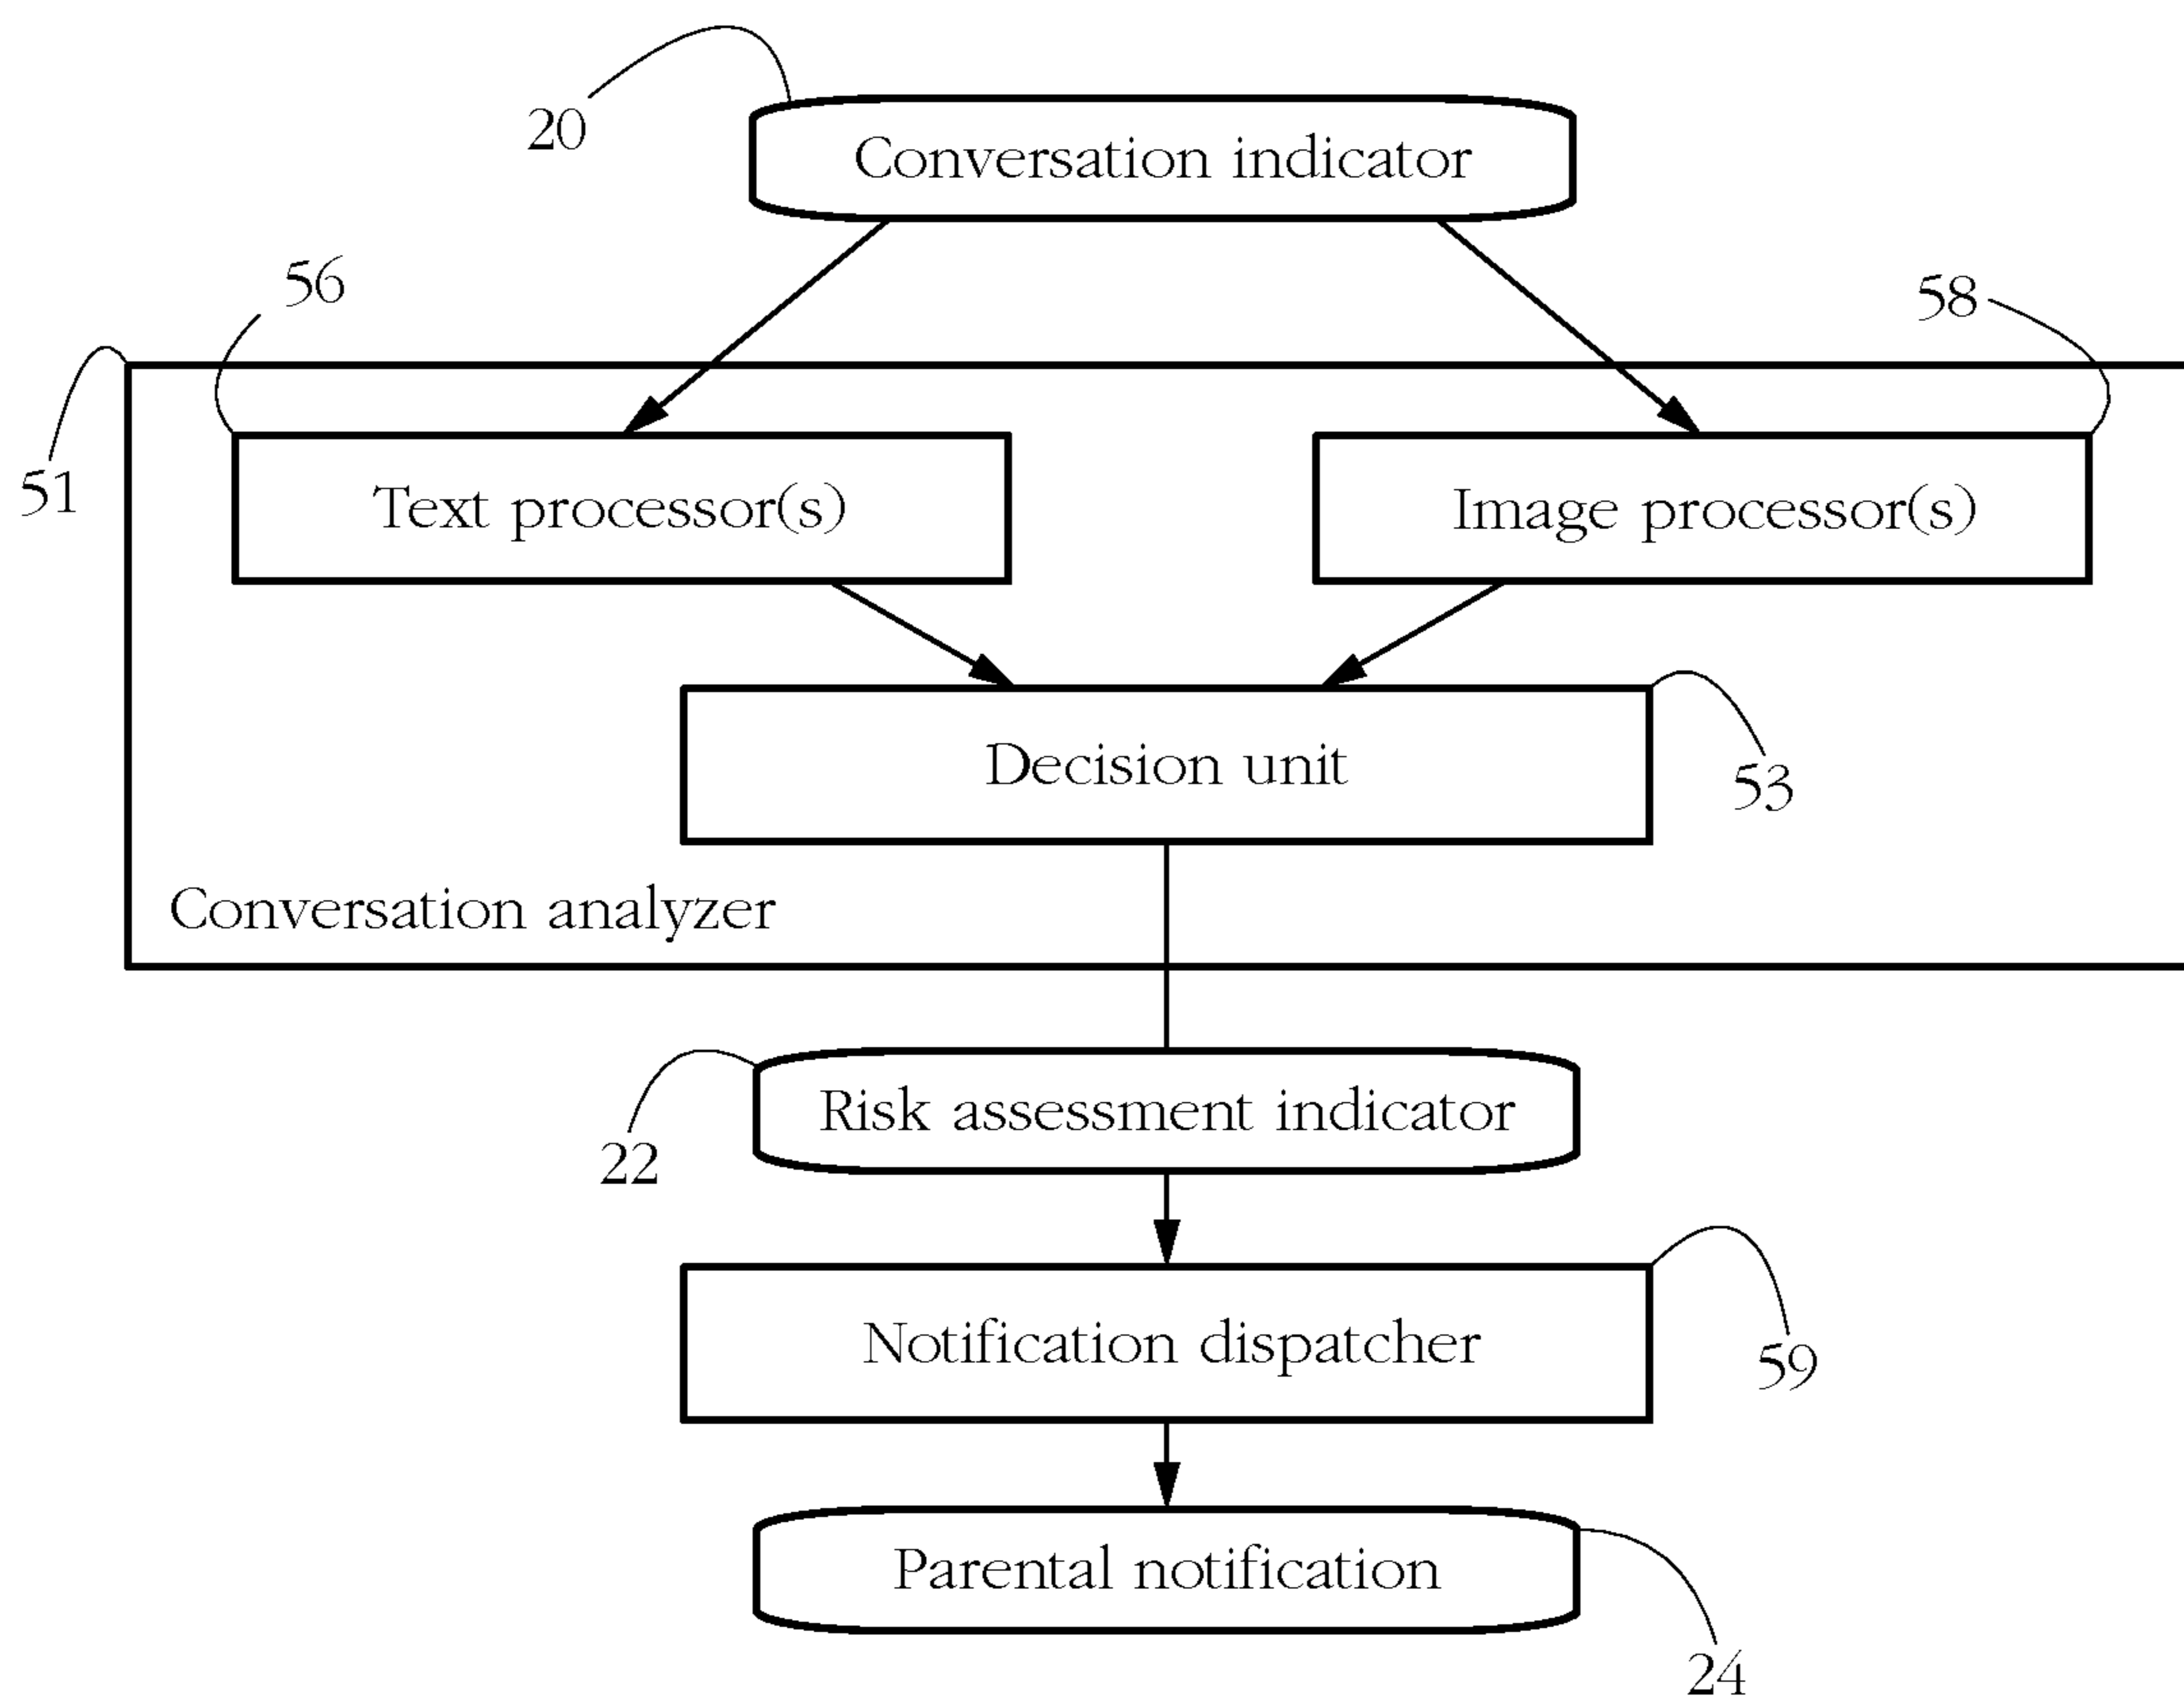 20
Conversation indicator
56
58
51
Text processor(s)
Image processor(s)
Decision unit
53
Conversation analyzer
Risk assessment indicator
22
Notification dispatcher
59
Parental notification
24